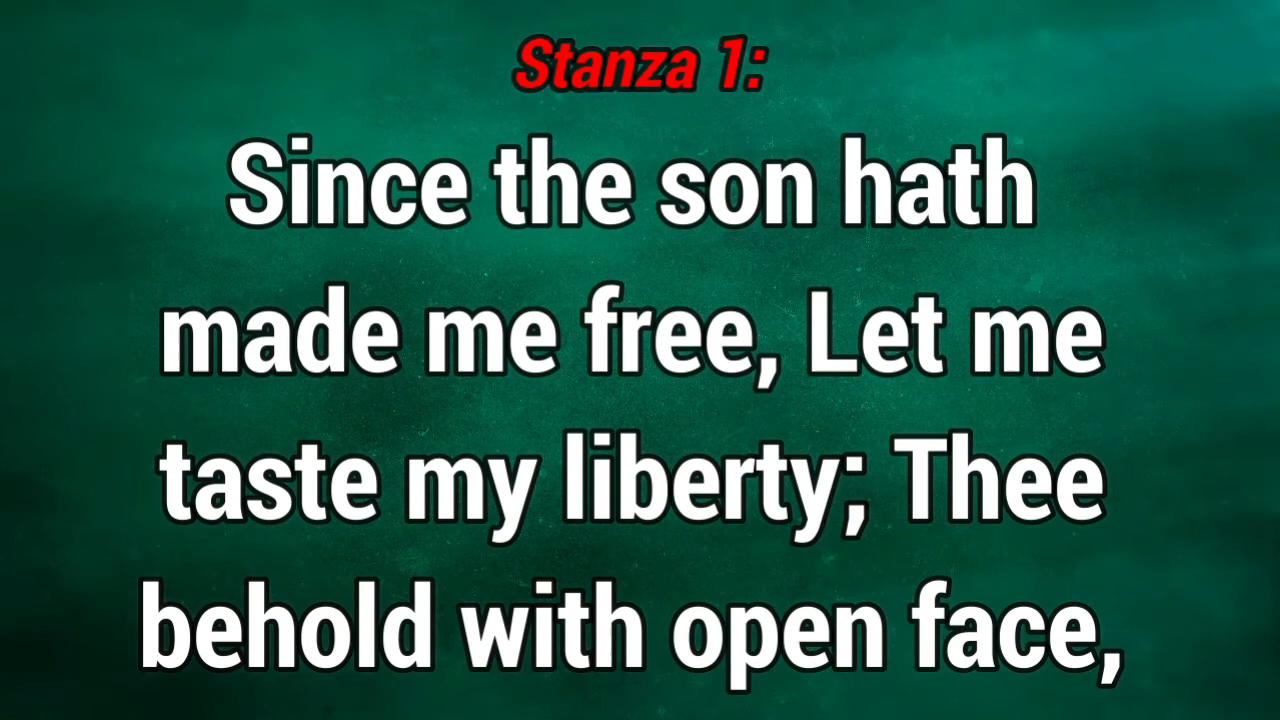 Stanza 1:
Since the son hath
made me free, Let me
taste my liberty; Thee
behold with open face,